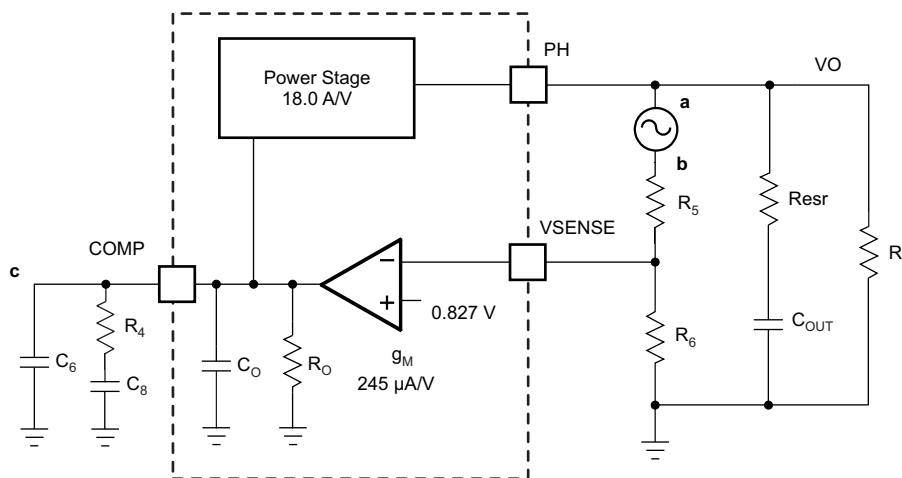 PH
VO
Power Stage
18.0 A/V
a
b
R5
Resr
VSENSE
COMP
R
c
−
+
0.827 V
R4
COUT
R6
gM
245 µA/V
C6
C8
CO
RO